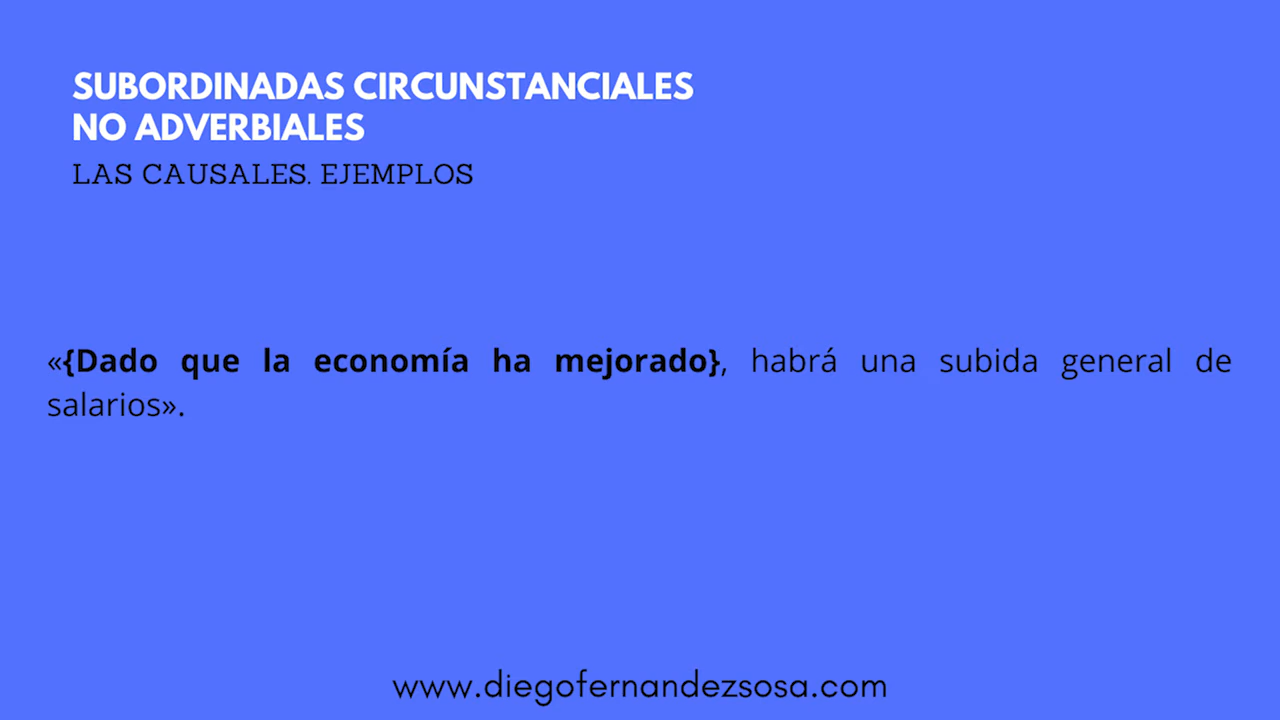 SUBORDINADAS CIRCUNSTANCIALES
NO ADVERBIALES
LAS CAUSALES. EJEMPLOS
«{Dado que la economía ha mejorado}, habrá una subida general de
salarios».
www.diegofernandezsosa.com